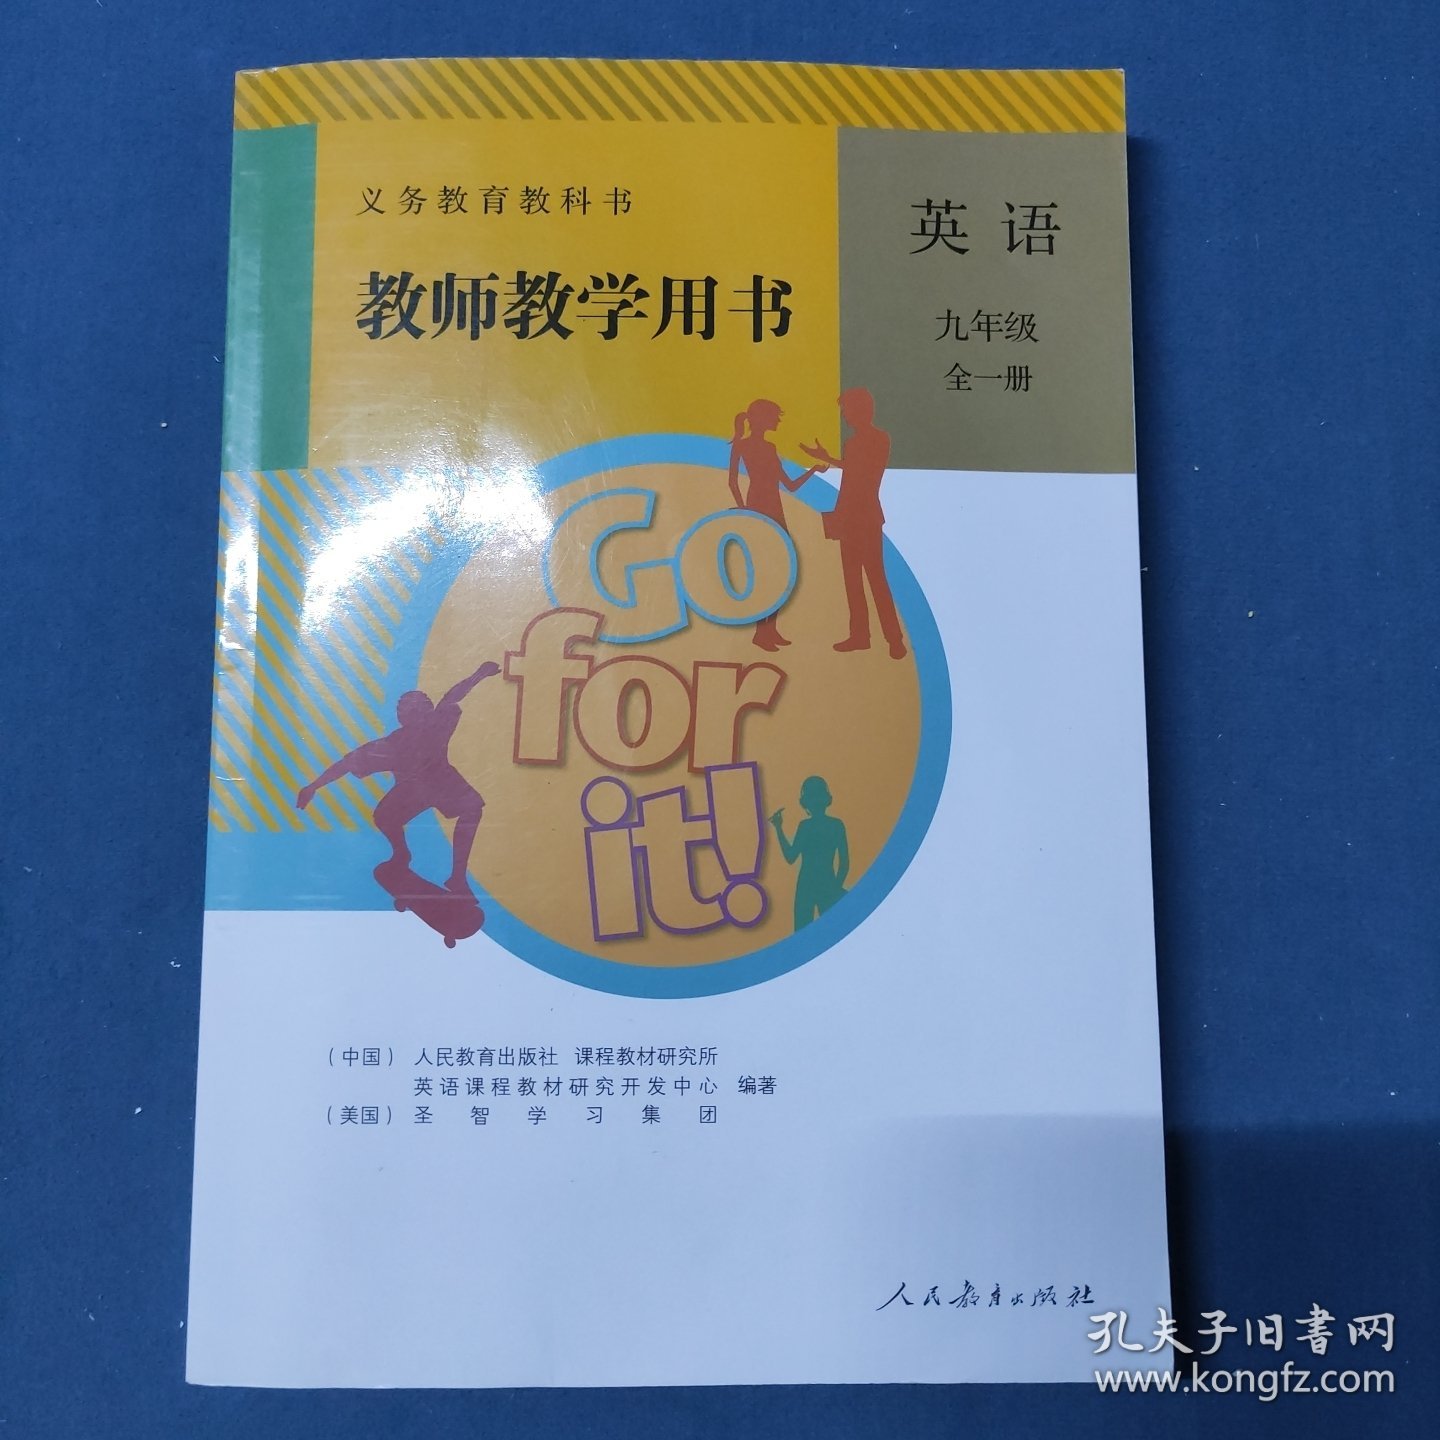 义务教育教科书
教师教学用书
英语
九年级
全一册
Go
for
it!
（中国） 人民教育出版社 课程教材研究所
英语课程教材研究开发中心 编著
（美国） 圣智学习集团
人民教育出版社
孔夫子旧书网
www.kongfz.com